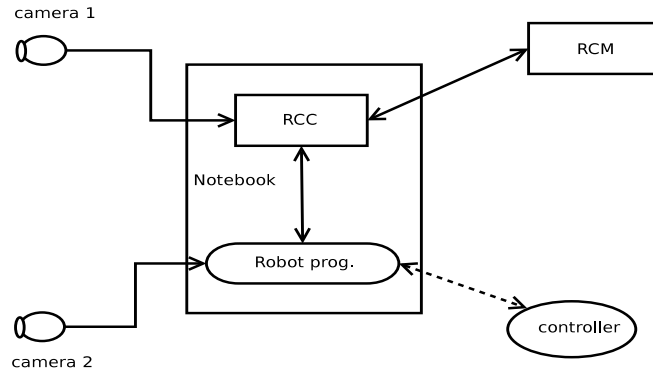 camera 1
RCM
RCC
Notebook
Robot prog.
controller
camera 2